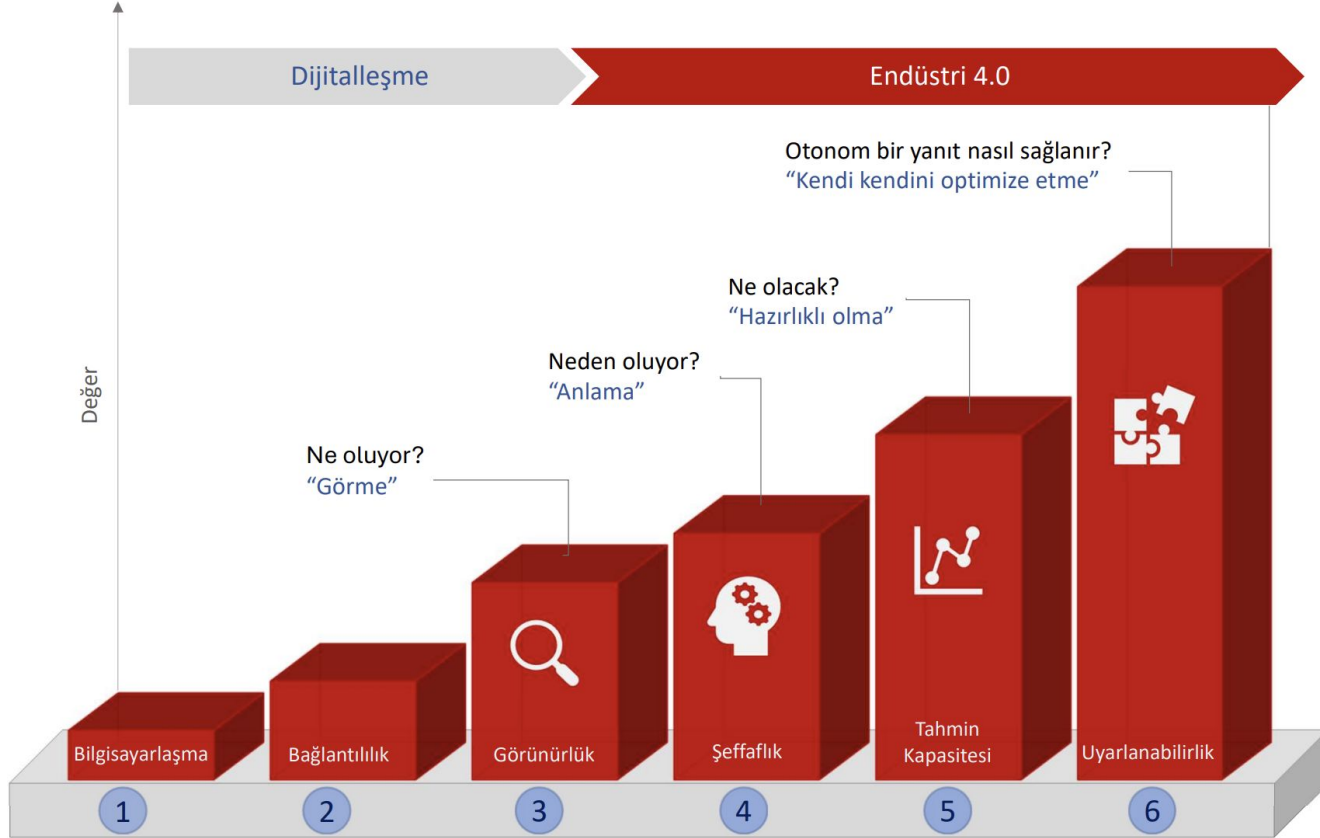 Dijitalleşme
Endüstri 4.0
Otonom bir yanıt nasıl sağlanır?
“Kendi kendini optimize etme”
Ne olacak?
“Hazırlıklı olma”
Neden oluyor?
“Anlama”
Ne oluyor?
“Görme”
Değer
Bilgisayarlaşma
Bağlantılılık
Görünürlük
Şeffaflık
Tahmin
Kapasitesi
Uyarlanabilirlik
1
2
3
4
5
6